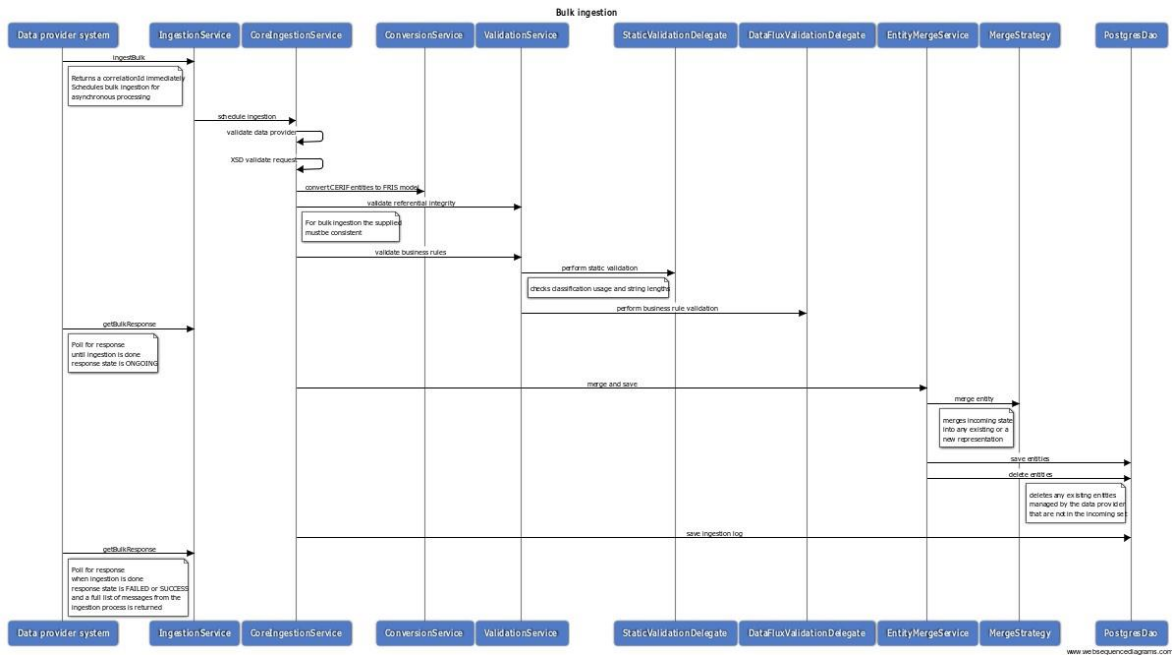 Bulk ingestion
Data provider system IngestionService CoreIngestionService ConversionService ValidationService StaticValidationDelegate DataFluxValidationDelegate EntityMergeService MergeStrategy PostgresDao
ingestBulk
Returns a correlationId immediately
Schedules bulk ingestion for
asynchronous processing
schedule ingestion
validate data provider
XSD validate request
convert CERIF entities to FRIS model
validate referential integrity
For bulk ingestion the supplied
must be consistent
validate business rules
perform static validation
checks classification usage and string lengths
perform business rule validation
getBulkResponse
Poll for response
until ingestion is done
response state is ONGOING
merge and save
merge entity
merges incoming state
into any existing or a
new representation
save entities
delete entities
deletes any existing entities
managed by the data provider
that are not in the incoming set
save ingestion log
getBulkResponse
Poll for response
when ingestion is done
response state is FAILED or SUCCESS
and a full list of messages from the
ingestion process is returned
Data provider system IngestionService CoreIngestionService ConversionService ValidationService StaticValidationDelegate DataFluxValidationDelegate EntityMergeService MergeStrategy PostgresDao
www.websequencediagrams.com